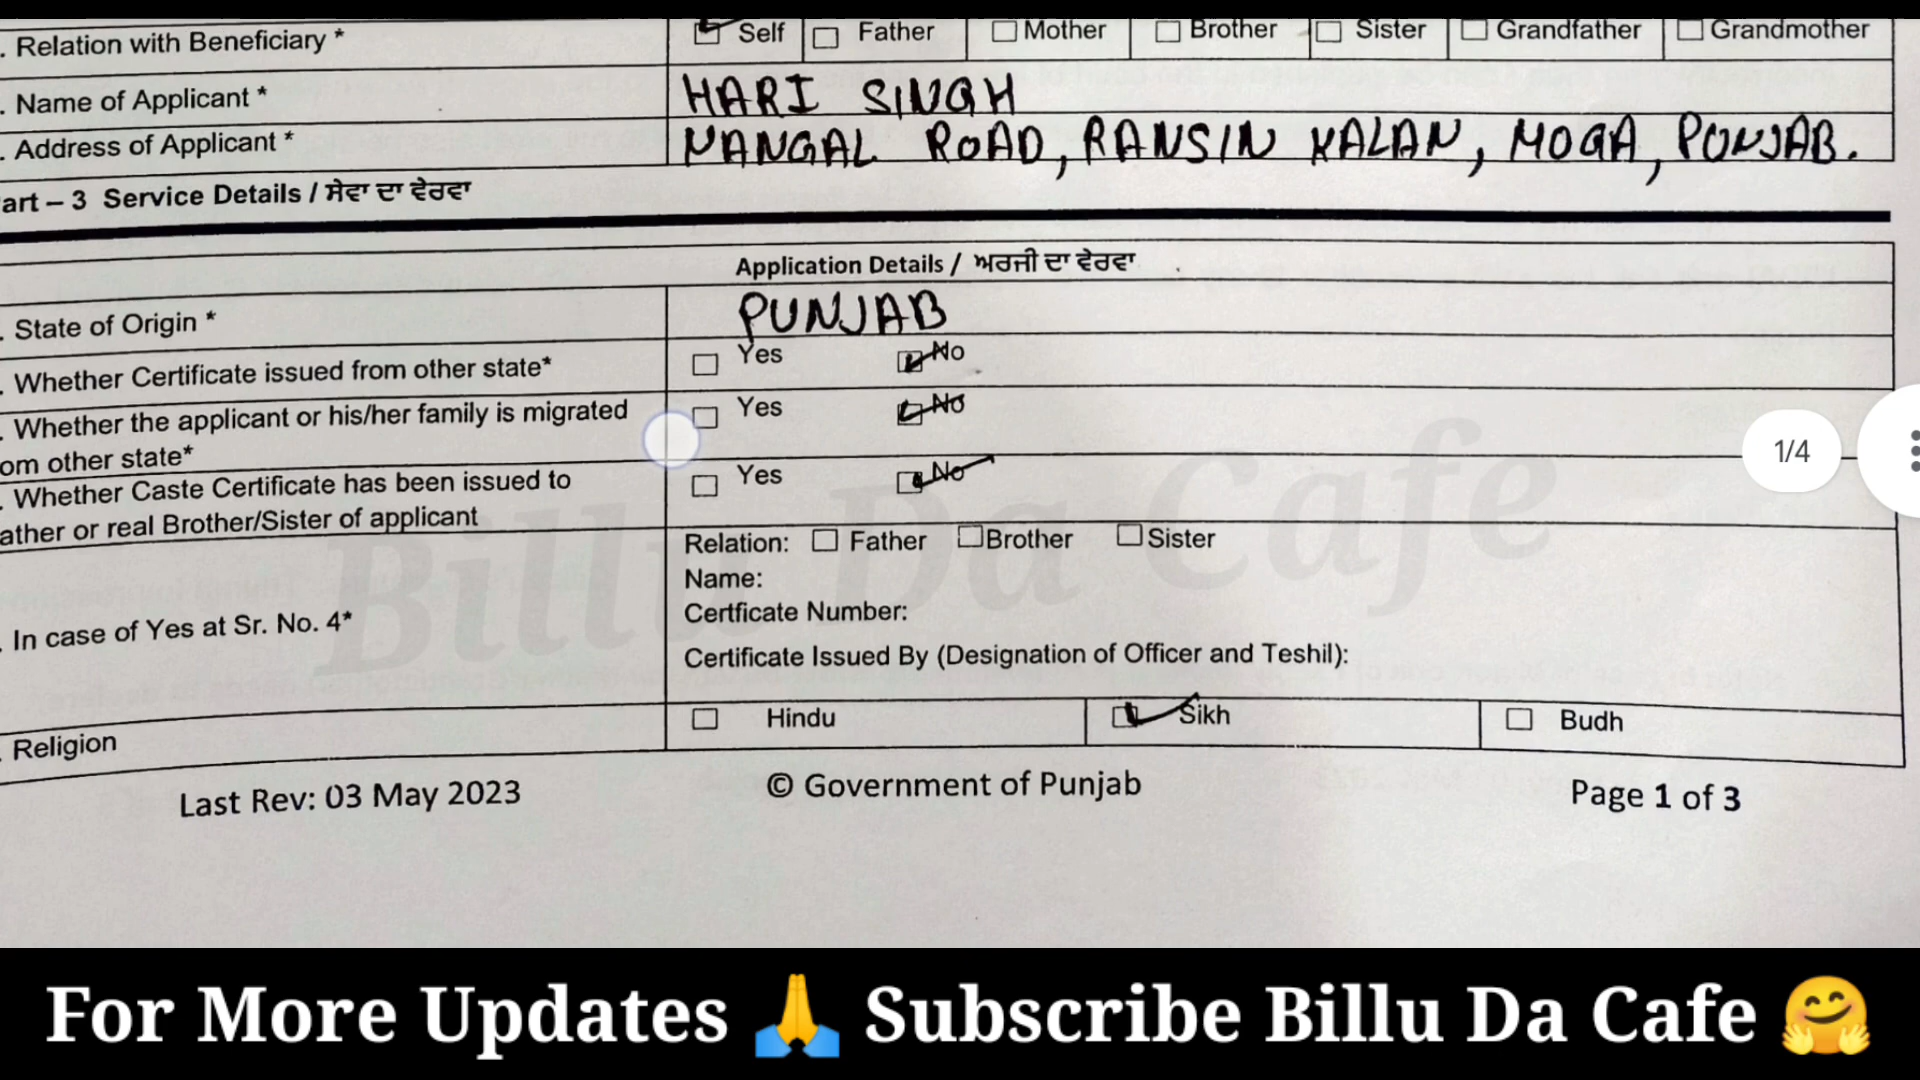 . Relation with Beneficiary * Self Father Mother Brother Sister Grandfather Grandmother
. Name of Applicant * HARI SINGH
. Address of Applicant * NANGAL ROAD, RANSIN KALAN, MOGA, PUNJAB.
art – 3 Service Details / ਸੇਵਾ ਦਾ ਵੇਰਵਾ
Application Details / ਅਰਜੀ ਦਾ ਵੇਰਵਾ
. State of Origin * PUNJAB
. Whether Certificate issued from other state* Yes No
. Whether the applicant or his/her family is migrated
om other state* Yes No
. Whether Caste Certificate has been issued to
ather or real Brother/Sister of applicant Yes No
. In case of Yes at Sr. No. 4* Relation: Father Brother Sister
Name:
Certficate Number:
Certificate Issued By (Designation of Officer and Teshil):
. Religion Hindu Sikh Budh
Last Rev: 03 May 2023 © Government of Punjab Page 1 of 3
1/4
Billu Da Cafe
For More Updates 🙏 Subscribe Billu Da Cafe 🤗